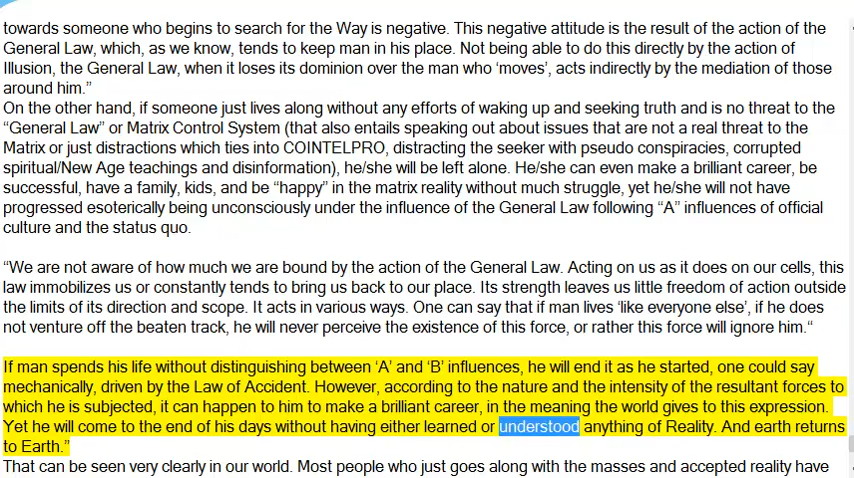 towards someone who begins to search for the Way is negative. This negative attitude is the result of the action of the
General Law, which, as we know, tends to keep man in his place. Not being able to do this directly by the action of
Illusion, the General Law, when it loses its dominion over the man who ‘moves’, acts indirectly by the mediation of those
around him.”
On the other hand, if someone just lives along without any efforts of waking up and seeking truth and is no threat to the
“General Law” or Matrix Control System (that also entails speaking out about issues that are not a real threat to the
Matrix or just distractions which ties into COINTELPRO, distracting the seeker with pseudo conspiracies, corrupted
spiritual/New Age teachings and disinformation), he/she will be left alone. He/she can even make a brilliant career, be
successful, have a family, kids, and be “happy” in the matrix reality without much struggle, yet he/she will not have
progressed esoterically being unconsciously under the influence of the General Law following “A” influences of official
culture and the status quo.
“We are not aware of how much we are bound by the action of the General Law. Acting on us as it does on our cells, this
law immobilizes us or constantly tends to bring us back to our place. Its strength leaves us little freedom of action outside
the limits of its direction and scope. It acts in various ways. One can say that if man lives ‘like everyone else’, if he does
not venture off the beaten track, he will never perceive the existence of this force, or rather this force will ignore him.“
If man spends his life without distinguishing between ‘A’ and ‘B’ influences, he will end it as he started, one could say
mechanically, driven by the Law of Accident. However, according to the nature and the intensity of the resultant forces to
which he is subjected, it can happen to him to make a brilliant career, in the meaning the world gives to this expression.
Yet he will come to the end of his days without having either learned or understood anything of Reality. And earth returns
to Earth.”
That can be seen very clearly in our world. Most people who just goes along with the masses and accepted reality have